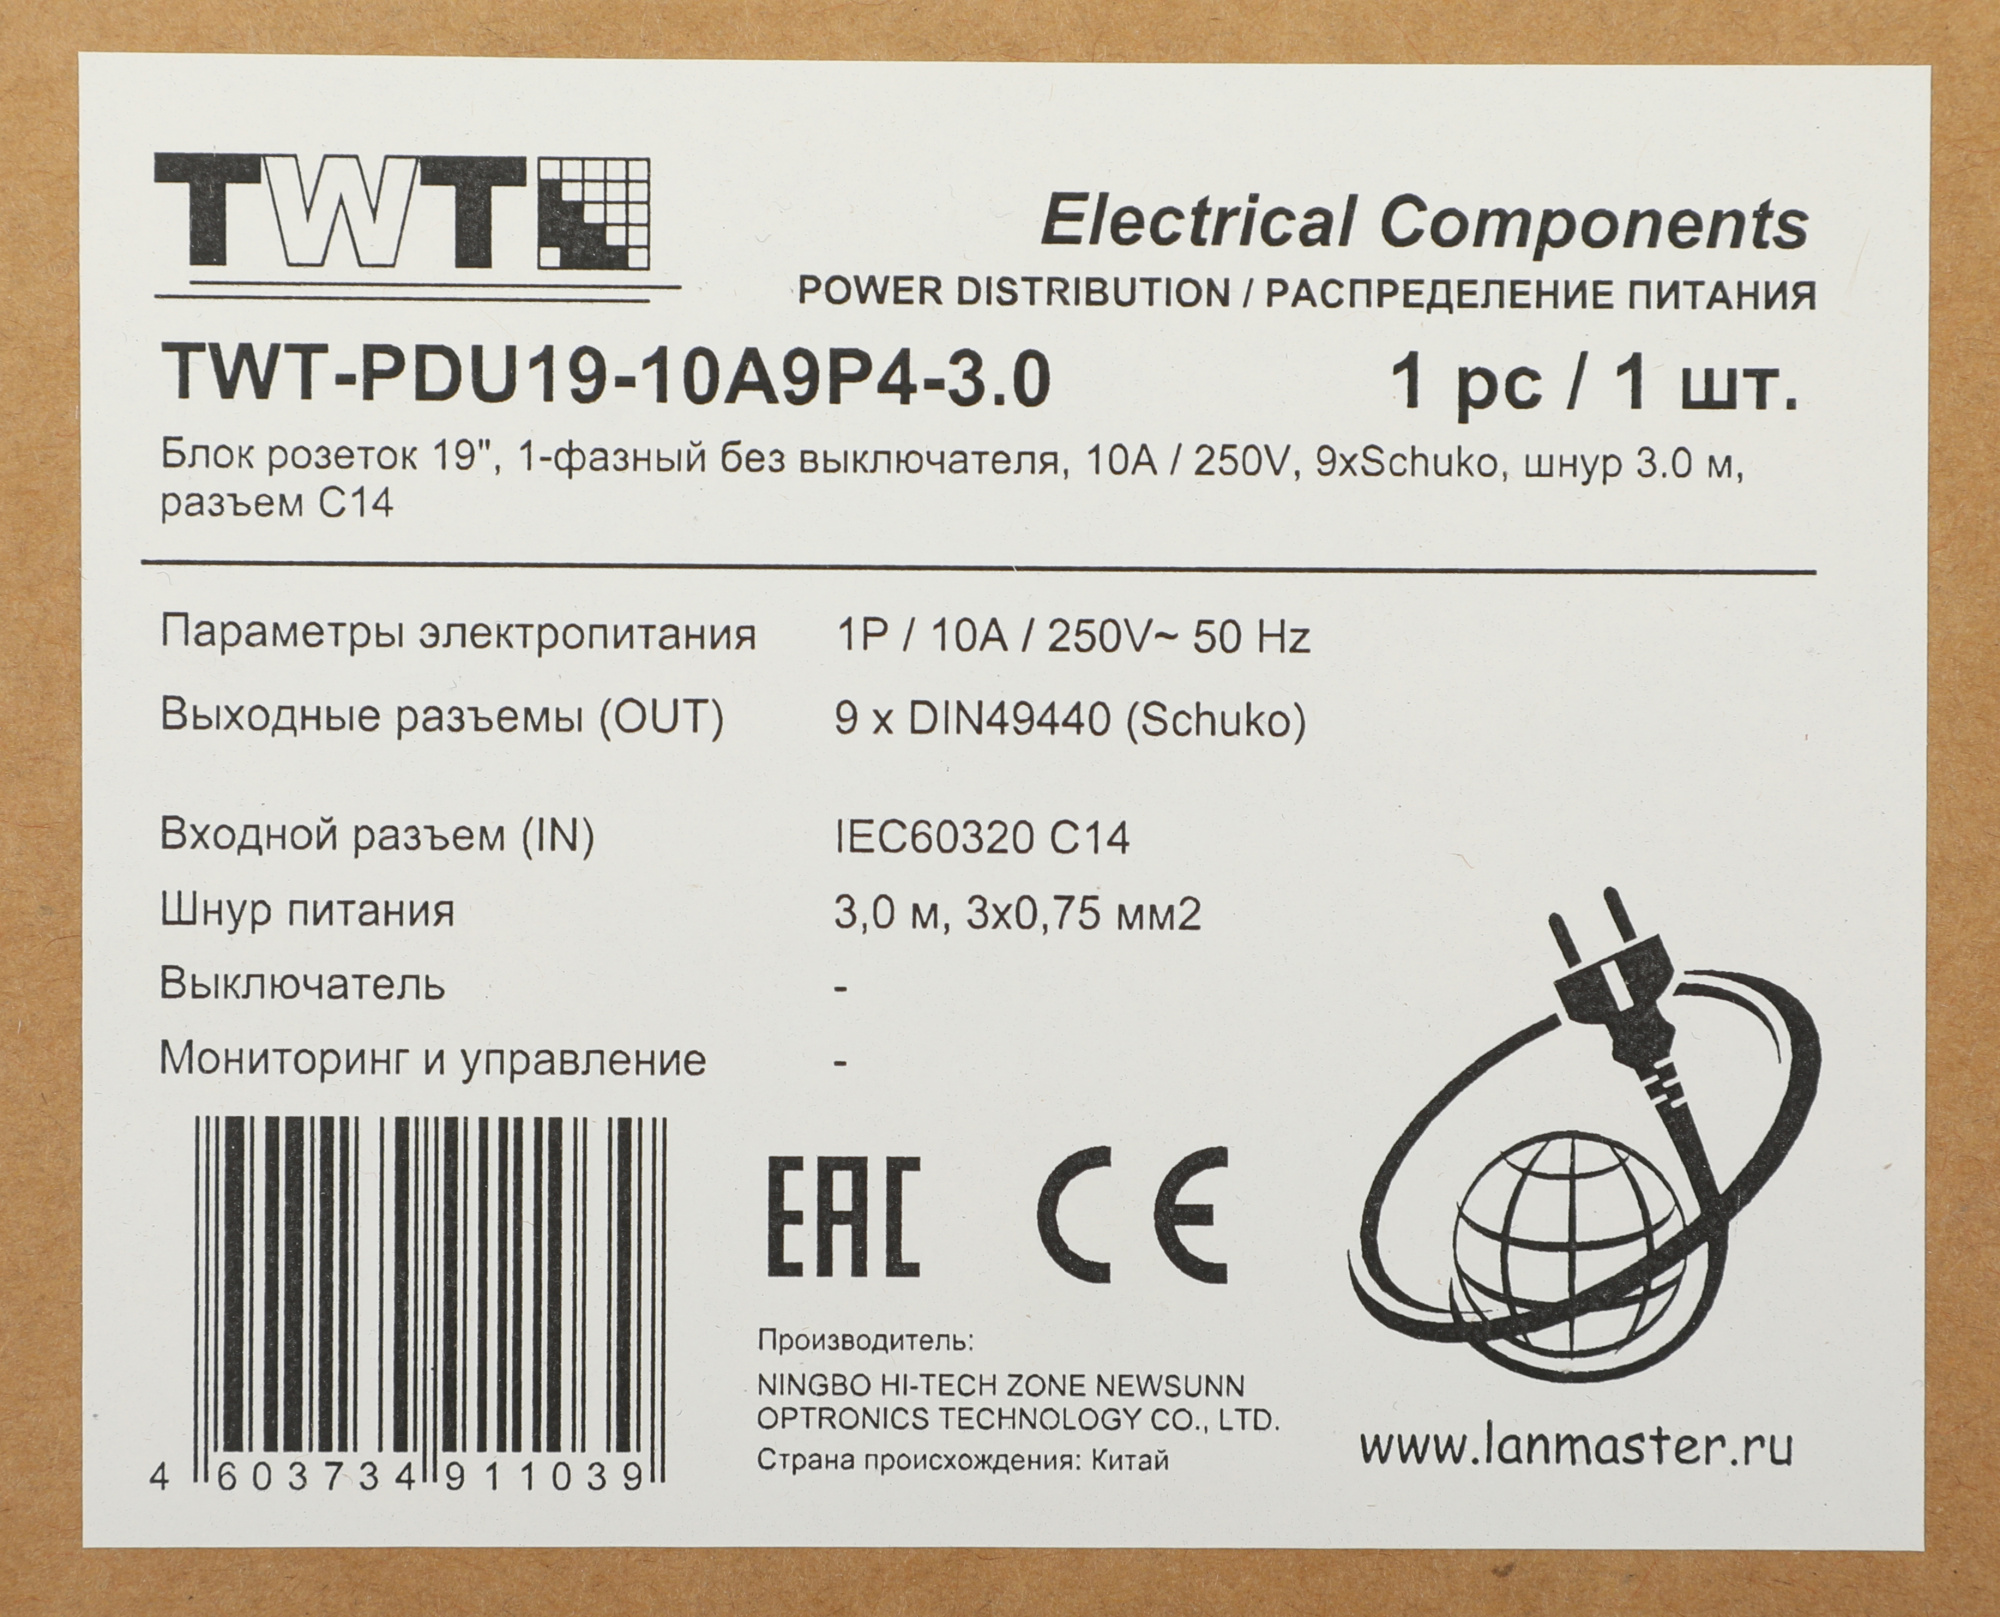 TWT
Electrical Components
POWER DISTRIBUTION / РАСПРЕДЕЛЕНИЕ ПИТАНИЯ
TWT-PDU19-10A9P4-3.0 1 pc / 1 шт.
Блок розеток 19", 1-фазный без выключателя, 10A / 250V, 9xSchuko, шнур 3.0 м,
разъем C14
Параметры электропитания 1P / 10A / 250V~ 50 Hz
Выходные разъемы (OUT) 9 x DIN49440 (Schuko)
Входной разъем (IN) IEC60320 C14
Шнур питания 3,0 м, 3x0,75 мм2
Выключатель -
Мониторинг и управление -
EAC CE
Производитель:
NINGBO HI-TECH ZONE NEWSUNN
OPTRONICS TECHNOLOGY CO., LTD.
Страна происхождения: Китай
4 603734 911039
www.lanmaster.ru